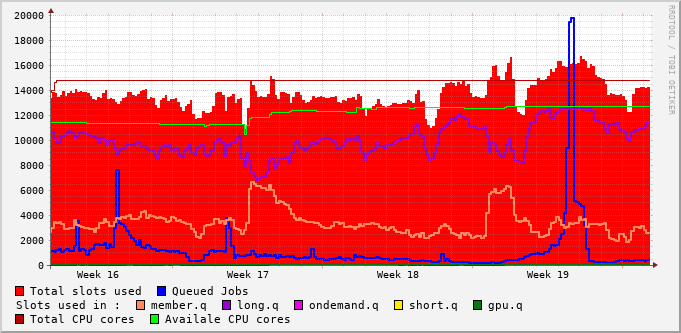 20000
18000
16000
14000
12000
10000
8000
6000
4000
2000
0
Week 16 Week 17 Week 18 Week 19
Total slots used Queued Jobs
Slots used in : member.q long.q ondemand.q short.q gpu.q
Total CPU cores Availale CPU cores
RRDTOOL / TOBI OETIKER